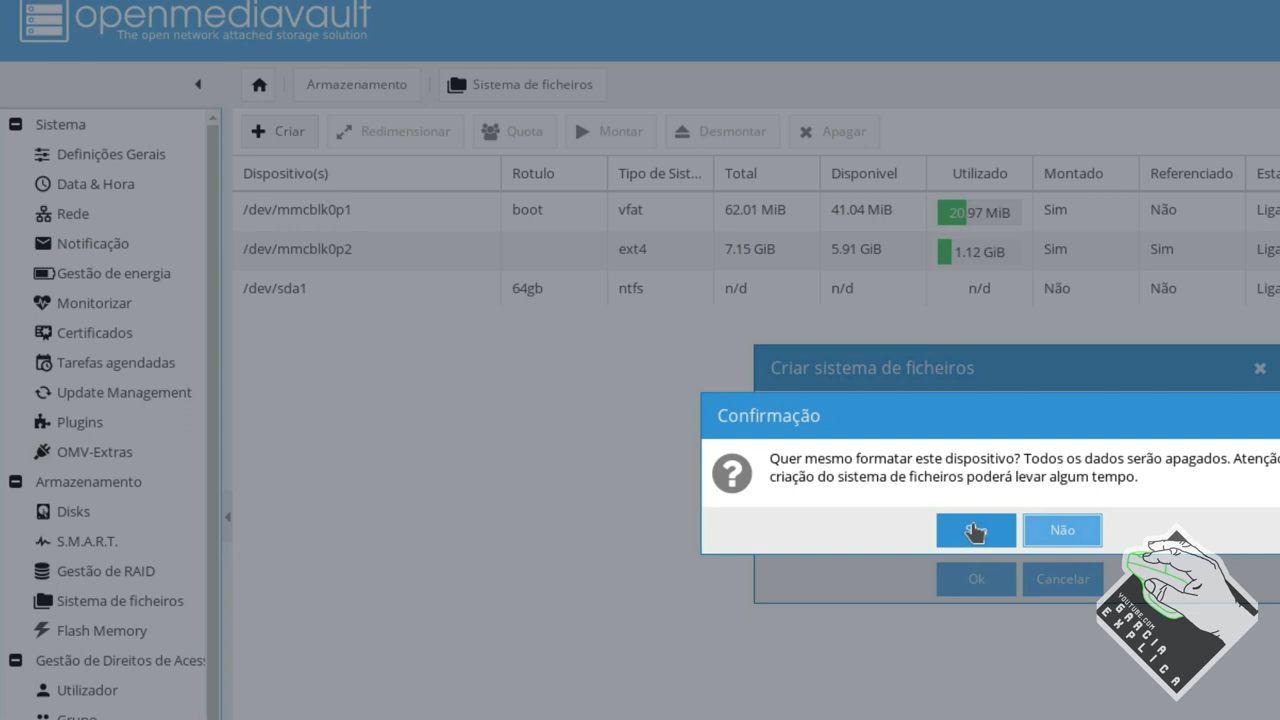 openmediavault
The open network attached storage solution
Armazenamento
Sistema de ficheiros
Sistema
Definições Gerais
Data & Hora
Rede
Notificação
Gestão de energia
Monitorizar
Certificados
Tarefas agendadas
Update Management
Plugins
OMV-Extras
Armazenamento
Disks
S.M.A.R.T.
Gestão de RAID
Sistema de ficheiros
Flash Memory
Gestão de Direitos de Aces
Utilizador
Grupo
Criar Redimensionar Quota Montar Desmontar Apagar
Dispositivo(s) Rotulo Tipo de Sist... Total Disponivel Utilizado Montado Referenciado Esta
/dev/mmcblk0p1 boot vfat 62.01 MiB 41.04 MiB 20.97 MiB Sim Não Liga
/dev/mmcblk0p2 ext4 7.15 GiB 5.91 GiB 1.12 GiB Sim Sim Liga
/dev/sda1 64gb ntfs n/d n/d n/d Não Não Liga
Criar sistema de ficheiros
Confirmação
Quer mesmo formatar este dispositivo? Todos os dados serão apagados. Atenção
criação do sistema de ficheiros poderá levar algum tempo.
Não
Ok Cancelar
YOUTUBE.COM
GARCIA
EXPLICA